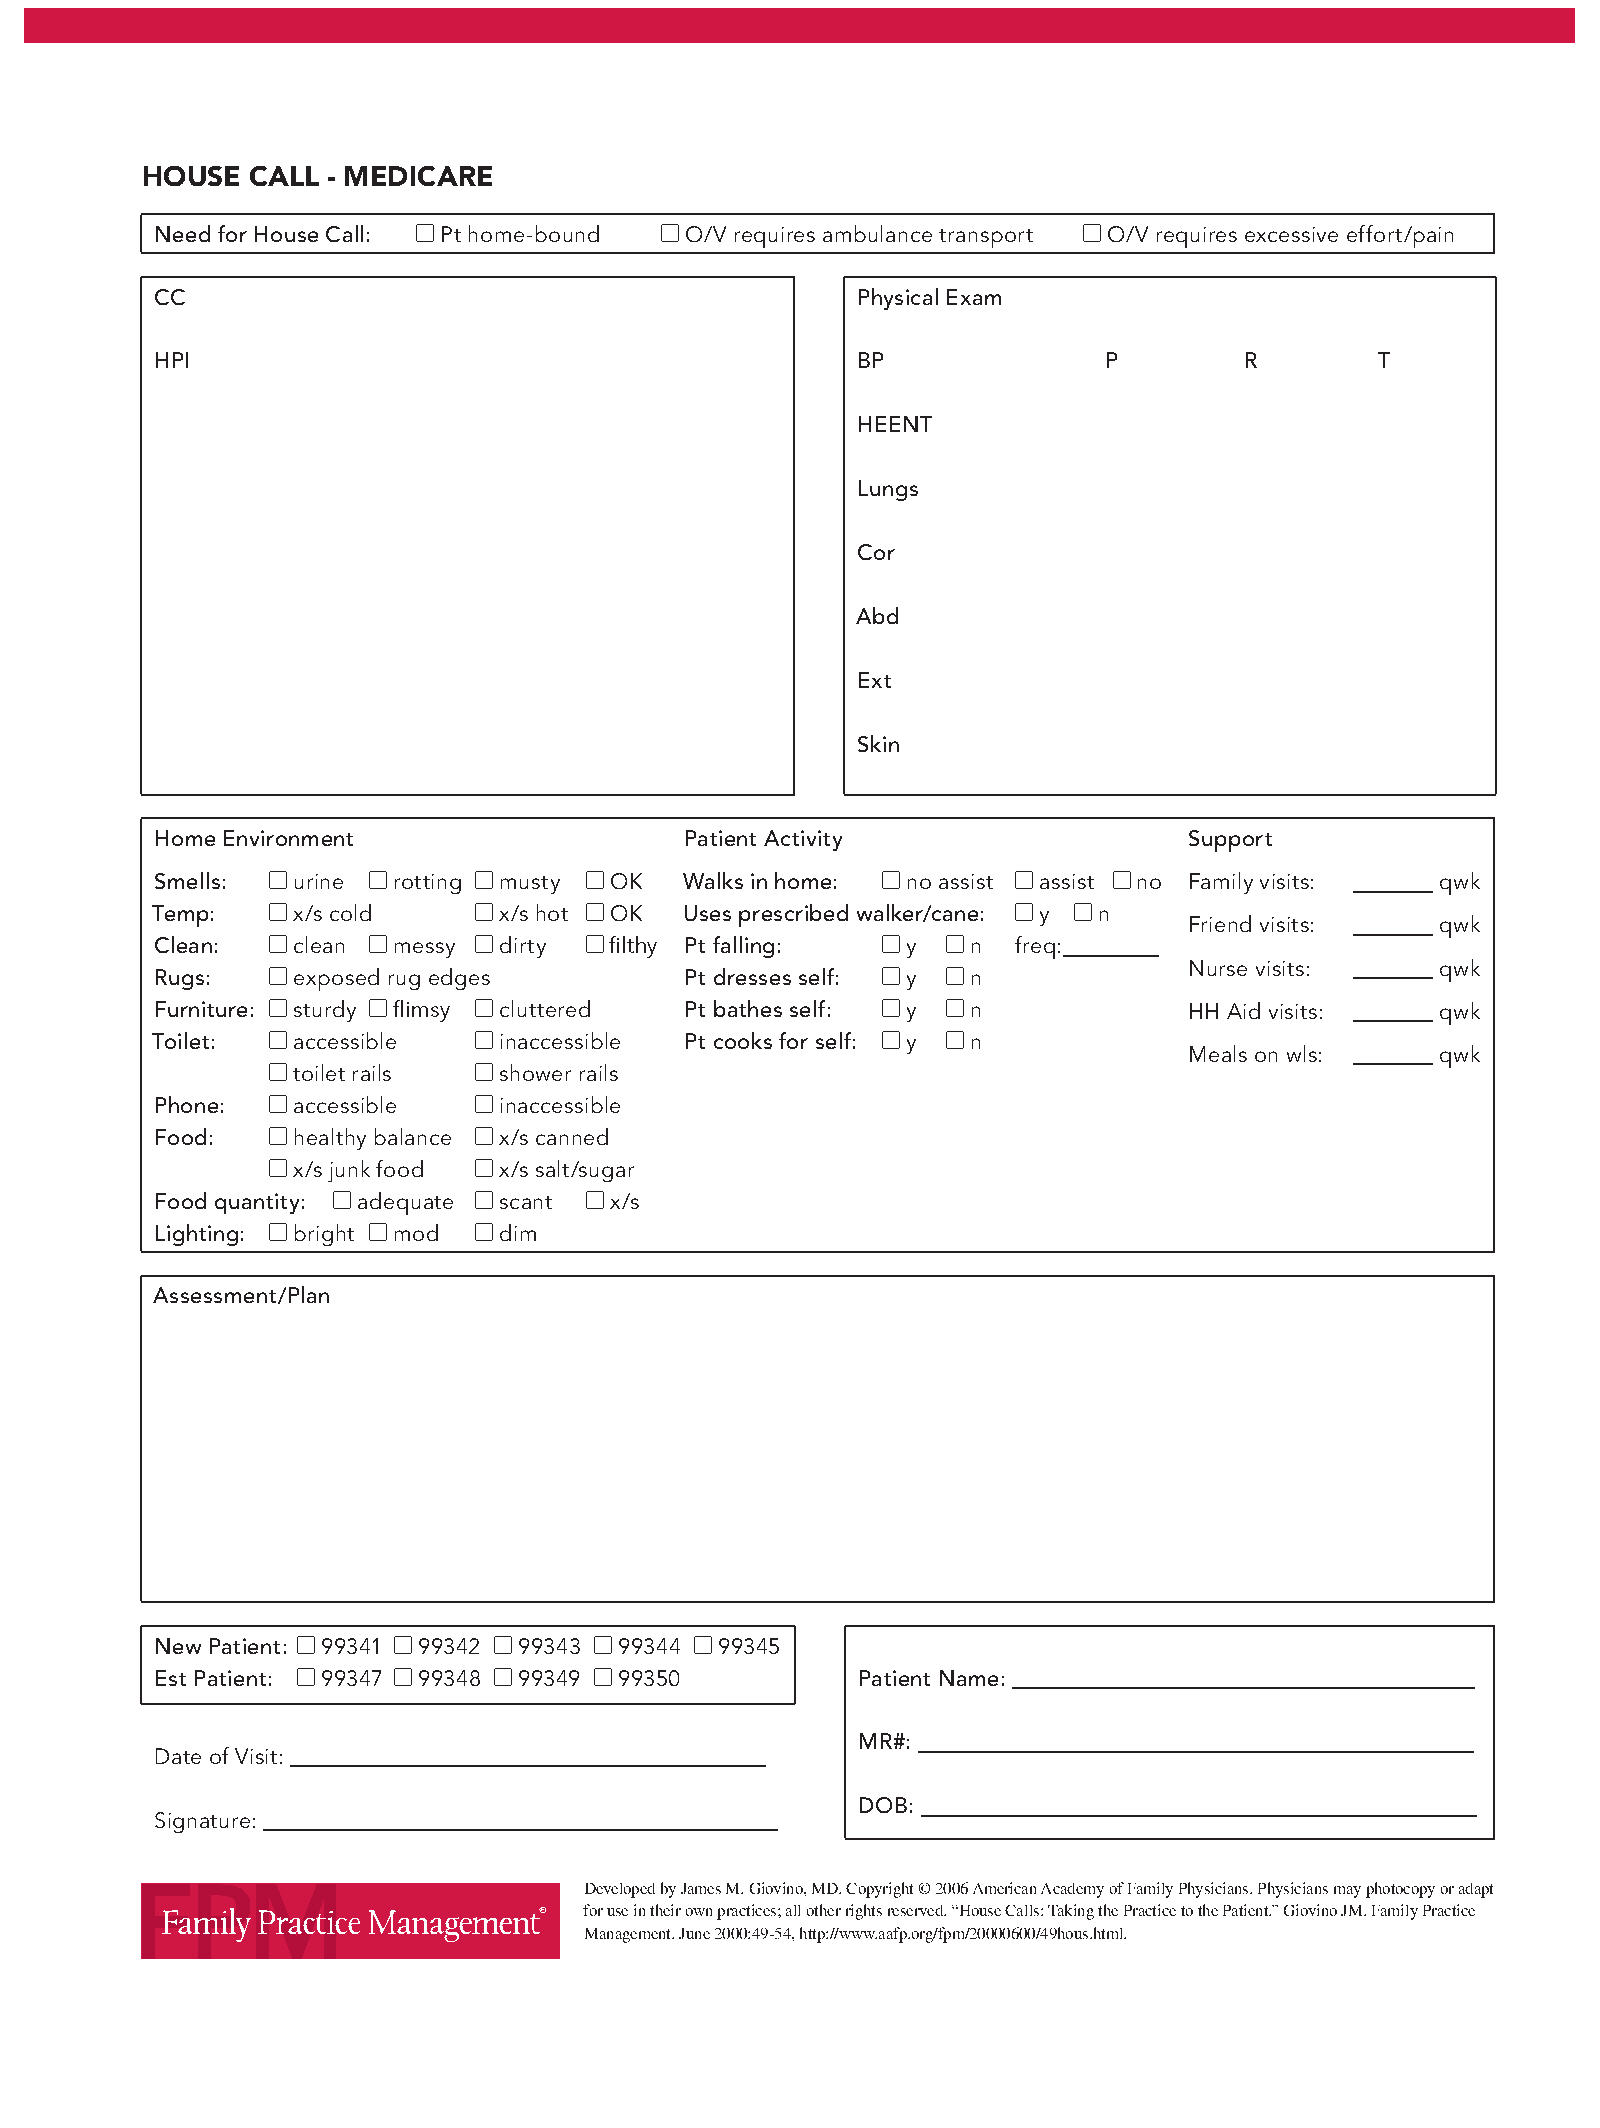 HOUSE CALL - MEDICARE
Need for House Call: ☐ Pt home-bound ☐ O/V requires ambulance transport ☐ O/V requires excessive effort/pain
CC
HPI
Physical Exam
BP P R T
HEENT
Lungs
Cor
Abd
Ext
Skin
Home Environment
Smells: ☐ urine ☐ rotting ☐ musty ☐ OK
Temp: ☐ x/s cold ☐ x/s hot ☐ OK
Clean: ☐ clean ☐ messy ☐ dirty ☐ filthy
Rugs: ☐ exposed rug edges
Furniture: ☐ sturdy ☐ flimsy ☐ cluttered
Toilet: ☐ accessible ☐ inaccessible
☐ toilet rails ☐ shower rails
Phone: ☐ accessible ☐ inaccessible
Food: ☐ healthy balance ☐ x/s canned
☐ x/s junk food ☐ x/s salt/sugar
Food quantity: ☐ adequate ☐ scant ☐ x/s
Lighting: ☐ bright ☐ mod ☐ dim
Patient Activity
Walks in home: ☐ no assist ☐ assist ☐ no
Uses prescribed walker/cane: ☐ y ☐ n
Pt falling: ☐ y ☐ n freq:________
Pt dresses self: ☐ y ☐ n
Pt bathes self: ☐ y ☐ n
Pt cooks for self: ☐ y ☐ n
Support
Family visits: _______ qwk
Friend visits: _______ qwk
Nurse visits: _______ qwk
HH Aid visits: _______ qwk
Meals on wls: _______ qwk
Assessment/Plan
New Patient: ☐ 99341 ☐ 99342 ☐ 99343 ☐ 99344 ☐ 99345
Est Patient: ☐ 99347 ☐ 99348 ☐ 99349 ☐ 99350
Date of Visit: ______________
Signature: ______________
Patient Name: ______________
MR#: ______________
DOB: ______________
FPM
Family Practice Management®
Developed by James M. Giovino, MD. Copyright © 2006 American Academy of Family Physicians. Physicians may photocopy or adapt
for use in their own practices; all other rights reserved. “House Calls: Taking the Practice to the Patient.” Giovino JM. Family Practice
Management. June 2000:49-54, http://www.aafp.org/fpm/20000600/49hous.html.